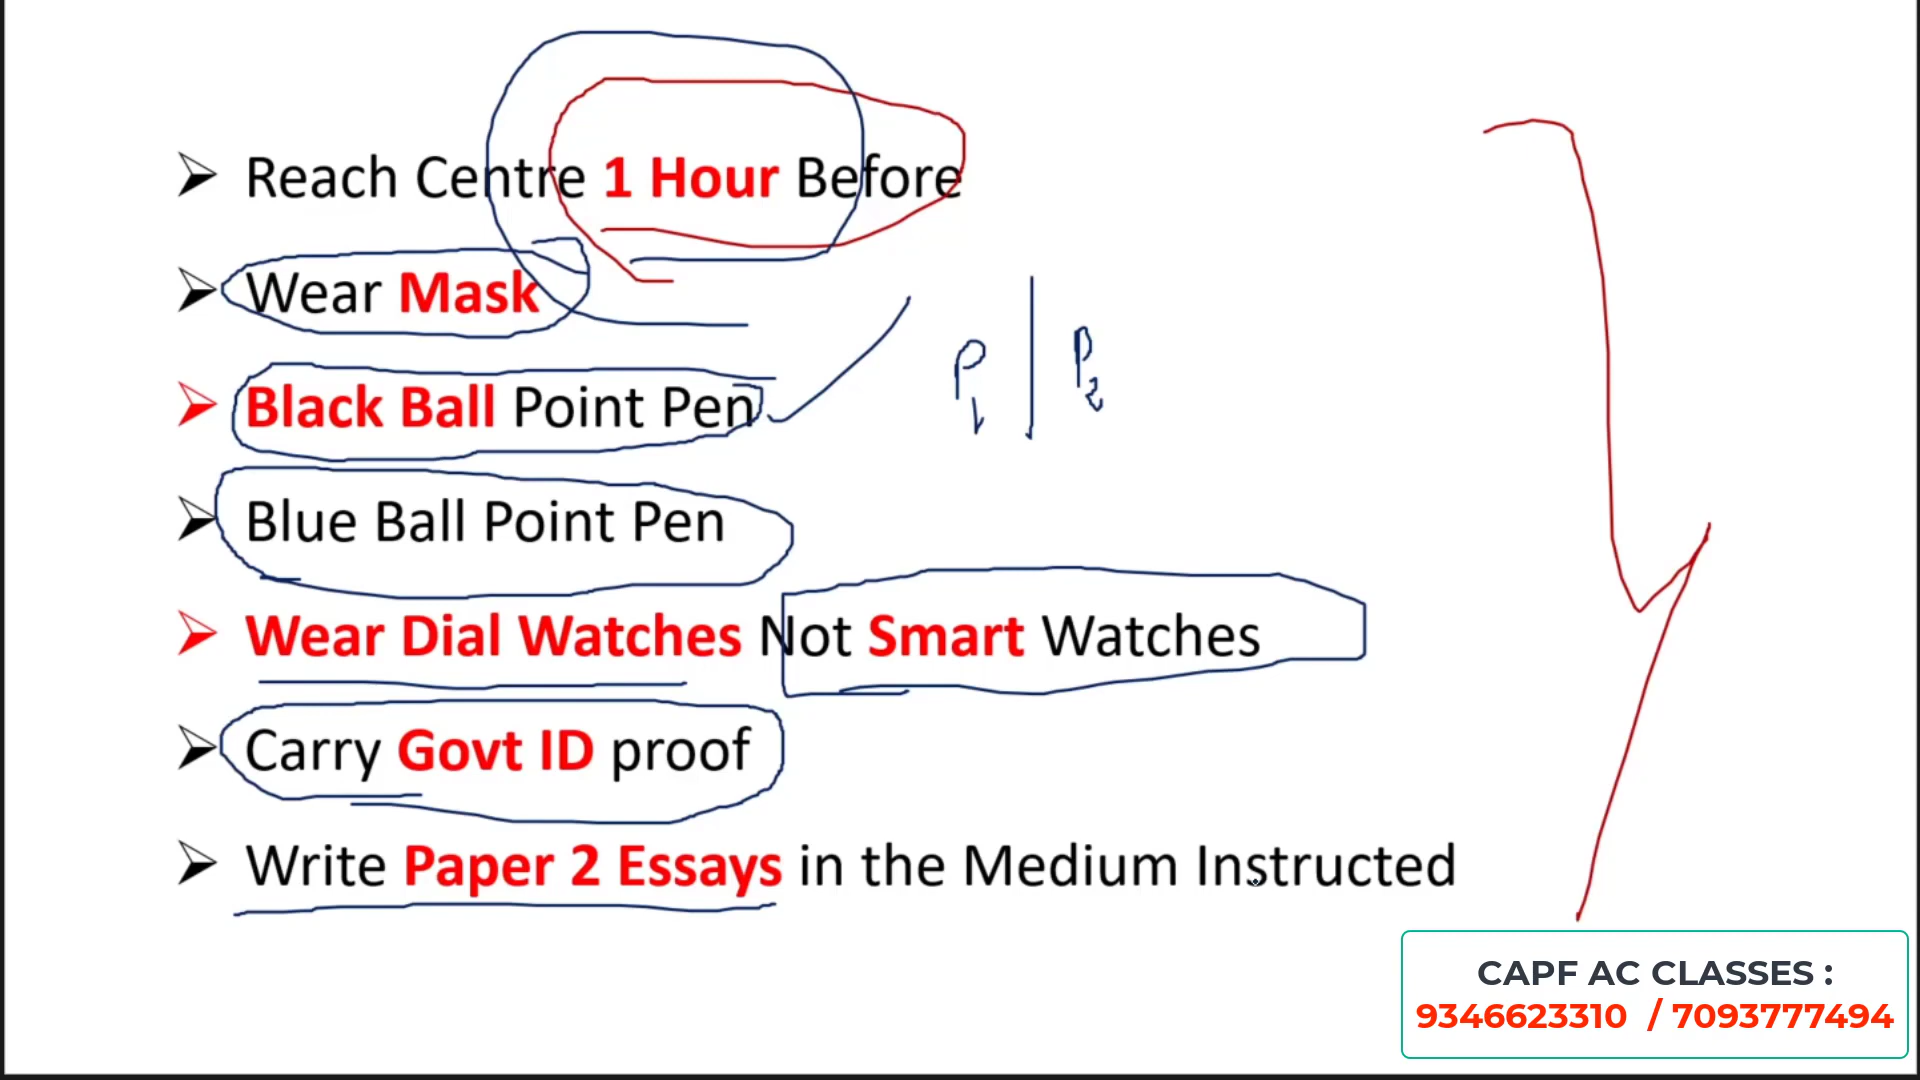 Reach Centre 1 Hour Before
Wear Mask
Black Ball Point Pen
P1 | P2
Blue Ball Point Pen
Wear Dial Watches Not Smart Watches
Carry Govt ID proof
Write Paper 2 Essays in the Medium Instructed
CAPF AC CLASSES :
9346623310 / 7093777494